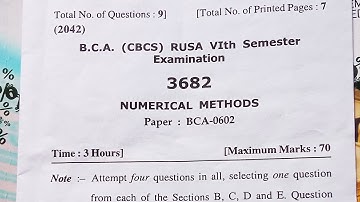 Total No. of Questions : 9] [Total No. of Printed Pages : 7
(2042)
B.C.A. (CBCS) RUSA VIth Semester
Examination
3682
NUMERICAL METHODS
Paper : BCA-0602
Time : 3 Hours] [Maximum Marks : 70
Note :– Attempt four questions in all, selecting one question
from each of the Sections B, C, D and E. Question